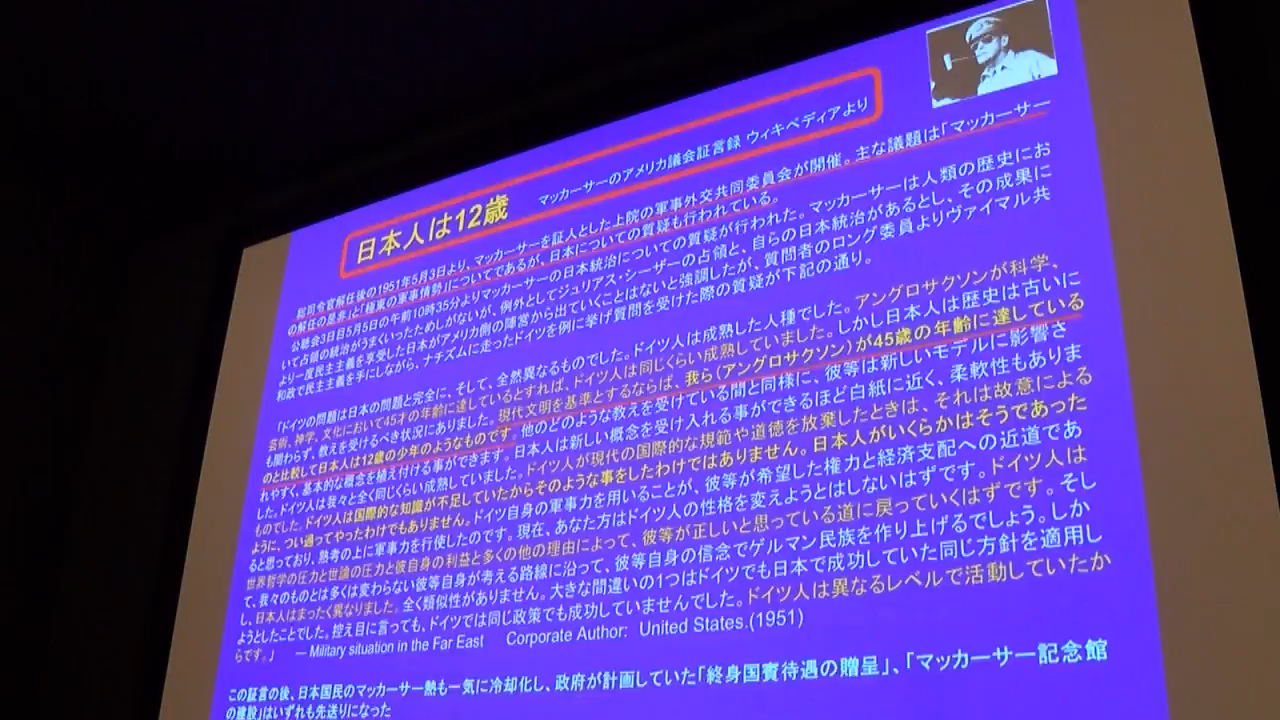 日本人は12歳 マッカーサーのアメリカ議会証言録 ウィキペディアより
総司令官解任後の1951年5月3日より、マッカーサーを証人とした上院の軍事外交共同委員会が開催。主な議題は「マッカーサー
の解任の是非」と「極東の軍事情勢」についてであるが、日本についての質疑も行われている。
公聴会3日目5月5日の午前10時35分よりマッカーサーの日本統治についての質疑が行われた。マッカーサーは人類の歴史にお
いて占領の統治がうまくいったためしがないが、例外としてジュリアス・シーザーの占領と、自らの日本統治があるとし、その成果に
より一度民主主義を享受した日本がアメリカ側の陣営から出ていくことはないと強調したが、質問者のロング委員よりヴァイマル共
和政で民主主義を手にしながら、ナチズムに走ったドイツを例に挙げ質問を受けた際の質疑が下記の通り。
「ドイツの問題は日本の問題と完全に、そして、全然異なるものでした。ドイツ人は成熟した人種でした。アングロサクソンが科学、
芸術、神学、文化において45才の年齢に達しているとすれば、ドイツ人は同じくらい成熟していました。しかし日本人は歴史は古いに
も関わらず、教えを受けるべき状況にありました。現代文明を基準とするならば、我ら（アングロサクソン）が45歳の年齢に達している
のと比較して日本人は12歳の少年のようなものです。他のどのような教えを受けている間と同様に、彼等は新しいモデルに影響さ
れやすく、基本的な概念を植え付ける事ができます。日本人は新しい概念を受け入れる事ができるほど白紙に近く、柔軟性もありま
した。ドイツ人は我々と全く同じくらい成熟していました。ドイツ人が現代の国際的な規範や道徳を放棄したときは、それは故意による
ものでした。ドイツ人は国際的な知識が不足していたからそのような事をしたわけではありません。日本人がいくらかはそうであった
ように、つい過ってやったわけでもありません。ドイツ自身の軍事力を用いることが、彼等が希望した権力と経済支配への近道であ
ると思っており、熟考の上に軍事力を行使したのです。現在、あなた方はドイツ人の性格を変えようとはしないはずです。ドイツ人は
世界哲学の圧力と世論の圧力と彼自身の利益と多くの他の理由によって、彼等が正しいと思っている道に戻っていくはずです。そし
て、我々のものとは多くは変わらない彼等自身が考える路線に沿って、彼等自身の信念でゲルマン民族を作り上げるでしょう。しか
し、日本人はまったく異なりました。全く類似性がありません。大きな間違いの1つはドイツでも日本で成功していた同じ方針を適用し
ようとしたことでした。控え目に言っても、ドイツでは同じ政策でも成功していませんでした。ドイツ人は異なるレベルで活動していたか
らです。」 — Military situation in the Far East Corporate Author: United States.(1951)
この証言の後、日本国民のマッカーサー熱も一気に冷却化し、政府が計画していた「終身国賓待遇の贈呈」、「マッカーサー記念館
の建設」はいずれも先送りになった